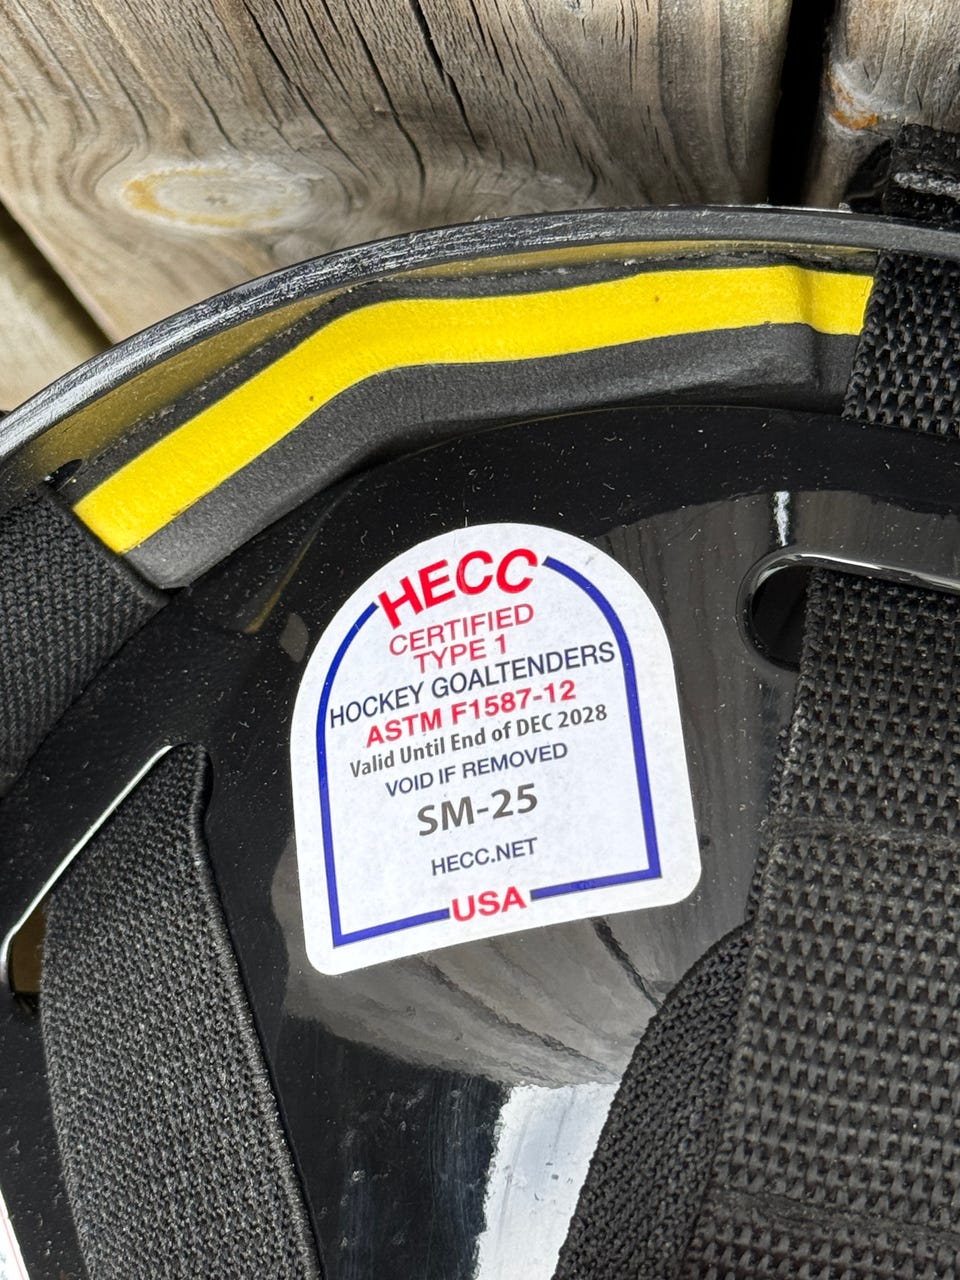 HECC
CERTIFIED
TYPE 1
HOCKEY GOALTENDERS
ASTM F1587-12
Valid Until End of DEC 2028
VOID IF REMOVED
SM-25
HECC.NET
USA